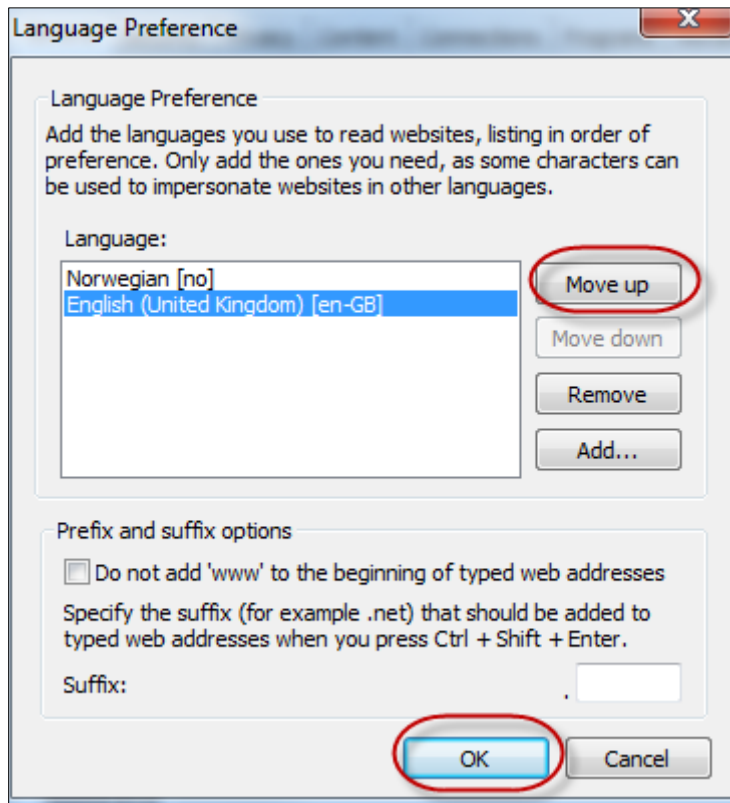 Language Preference
Language Preference
Add the languages you use to read websites, listing in order of
preference. Only add the ones you need, as some characters can
be used to impersonate websites in other languages.
Language:
Norwegian [no]
English (United Kingdom) [en-GB]
Move up
Move down
Remove
Add...
Prefix and suffix options
Do not add 'www' to the beginning of typed web addresses
Specify the suffix (for example .net) that should be added to
typed web addresses when you press Ctrl + Shift + Enter.
Suffix:
.
OK
Cancel